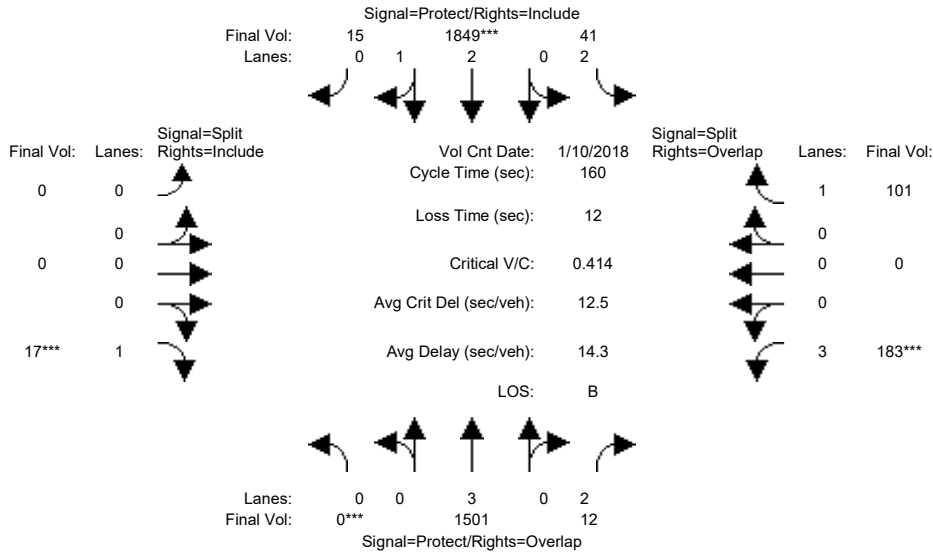 Signal=Protect/Rights=Include
Final Vol: 15 1849*** 41
Lanes: 0 1 2 0 2
Signal=Split
Final Vol: Lanes: Rights=Include
Vol Cnt Date: 1/10/2018
Signal=Split
Rights=Overlap Lanes: Final Vol:
Cycle Time (sec): 160
0 0
1 101
Loss Time (sec): 12
0
0
0 0
Critical V/C: 0.414
0 0
0
Avg Crit Del (sec/veh): 12.5
0
17*** 1
Avg Delay (sec/veh): 14.3
3 183***
LOS: B
Lanes: 0 0 3 0 2
Final Vol: 0*** 1501 12
Signal=Protect/Rights=Overlap